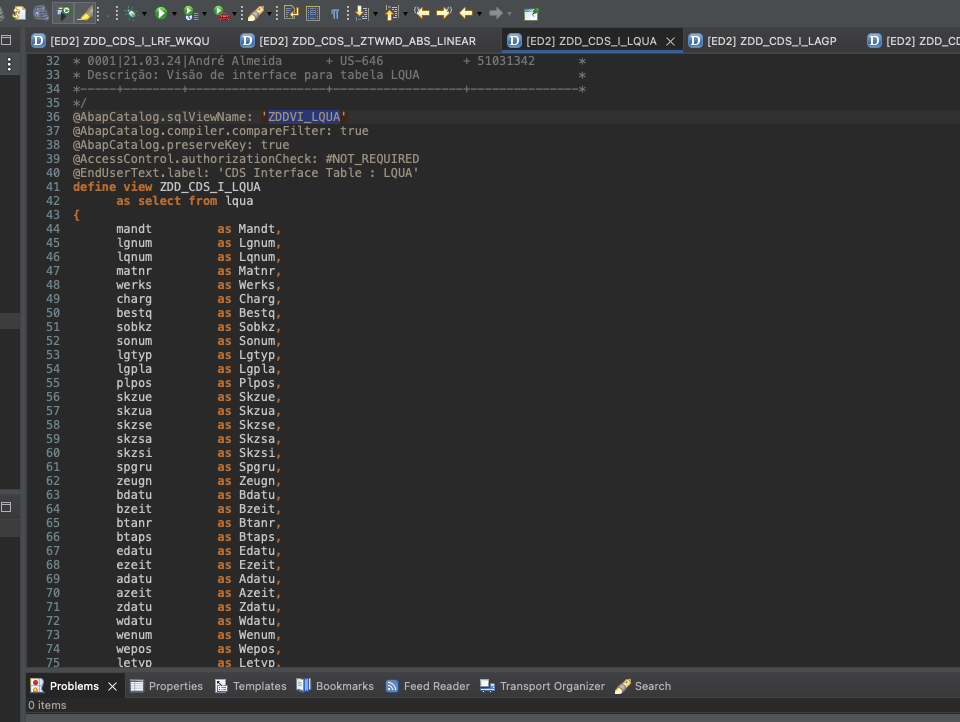 [ED2] ZDD_CDS_I_LRF_WKQU [ED2] ZDD_CDS_I_ZTWMD_ABS_LINEAR [ED2] ZDD_CDS_I_LQUA [ED2] ZDD_CDS_I_LAGP [ED2] ZDD_CD
32 * 0001|21.03.24|André Almeida + US-646 + 51031342 *
33 * Descrição: Visão de interface para tabela LQUA *
34 *-----+--------+-------------------+------------------+---------------*
35 */
36 @AbapCatalog.sqlViewName: 'ZDDVI_LQUA'
37 @AbapCatalog.compiler.compareFilter: true
38 @AbapCatalog.preserveKey: true
39 @AccessControl.authorizationCheck: #NOT_REQUIRED
40 @EndUserText.label: 'CDS Interface Table : LQUA'
41 define view ZDD_CDS_I_LQUA
42 as select from lqua
43 {
44 mandt as Mandt,
45 lgnum as Lgnum,
46 lqnum as Lqnum,
47 matnr as Matnr,
48 werks as Werks,
49 charg as Charg,
50 bestq as Bestq,
51 sobkz as Sobkz,
52 sonum as Sonum,
53 lgtyp as Lgtyp,
54 lgpla as Lgpla,
55 plpos as Plpos,
56 skzue as Skzue,
57 skzua as Skzua,
58 skzse as Skzse,
59 skzsa as Skzsa,
60 skzsi as Skzsi,
61 spgru as Spgru,
62 zeugn as Zeugn,
63 bdatu as Bdatu,
64 bzeit as Bzeit,
65 btanr as Btanr,
66 btaps as Btaps,
67 edatu as Edatu,
68 ezeit as Ezeit,
69 adatu as Adatu,
70 azeit as Azeit,
71 zdatu as Zdatu,
72 wdatu as Wdatu,
73 wenum as Wenum,
74 wepos as Wepos,
75 letyp as Letyp,
Problems Properties Templates Bookmarks Feed Reader Transport Organizer Search
0 items